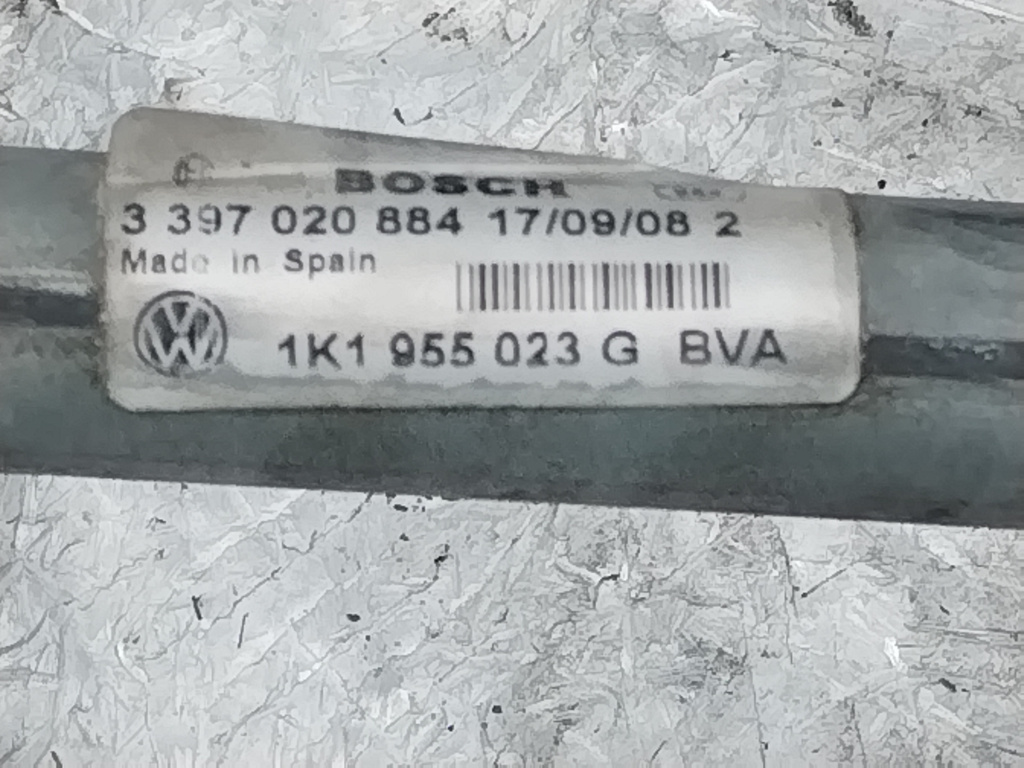 BOSCH
3 397 020 884 17/09/08 2
Made in Spain
1K1 955 023 G BVA